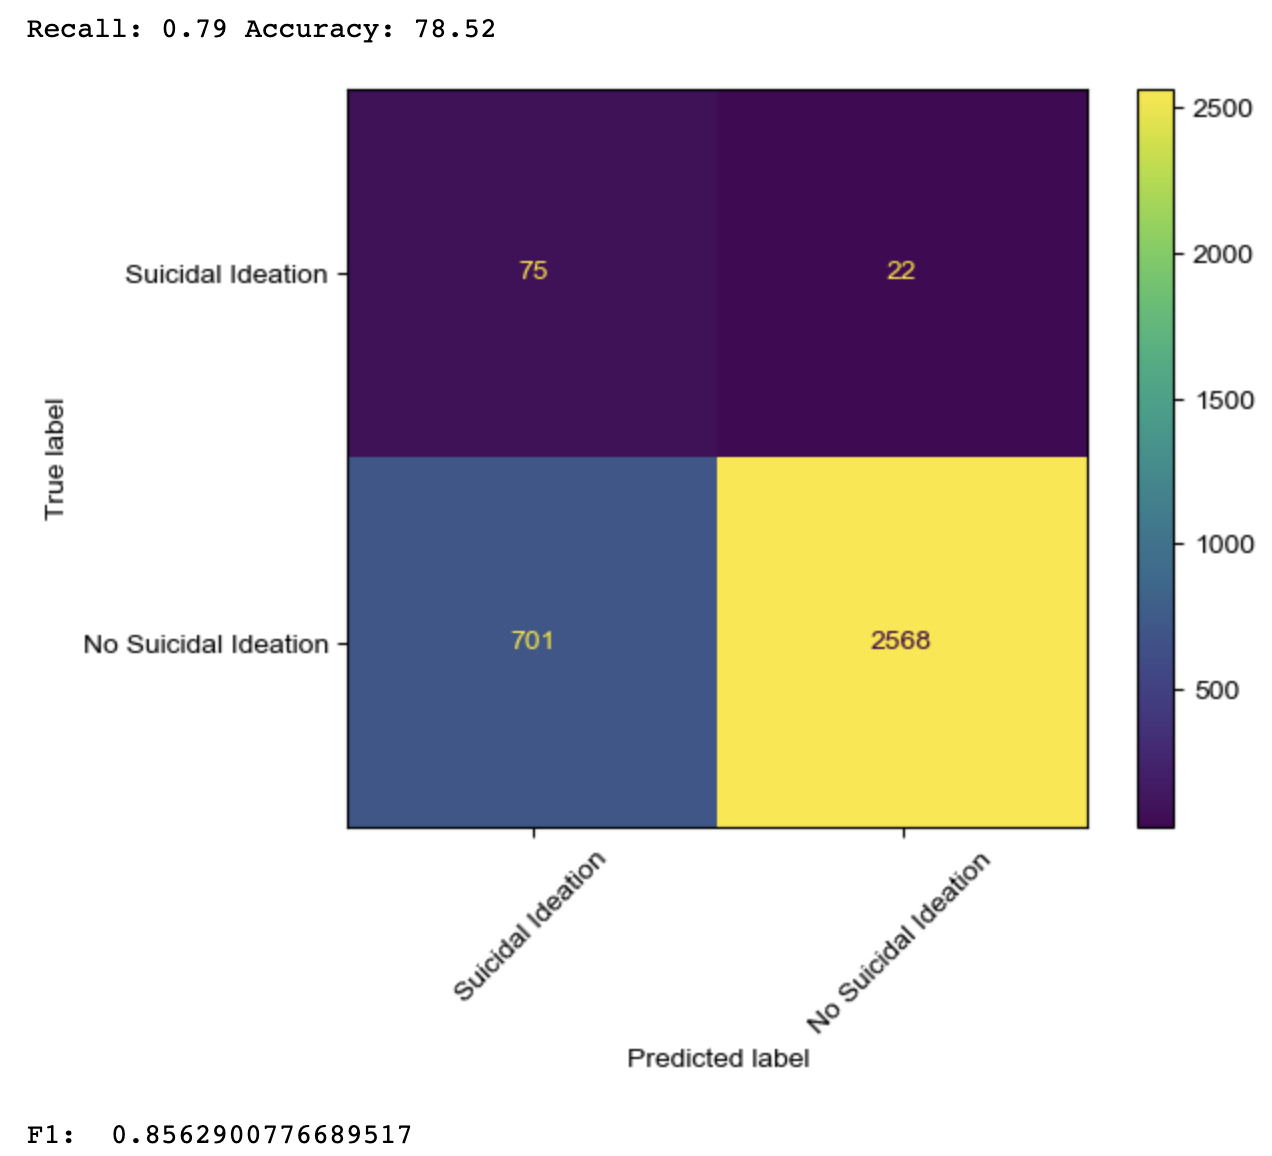 Recall: 0.79 Accuracy: 78.52
2500
Suicidal Ideation
75
22
2000
1500
True label
1000
No Suicidal Ideation
701
2568
500
Suicidal Ideation
No Suicidal Ideation
Predicted label
F1:  0.8562900776689517